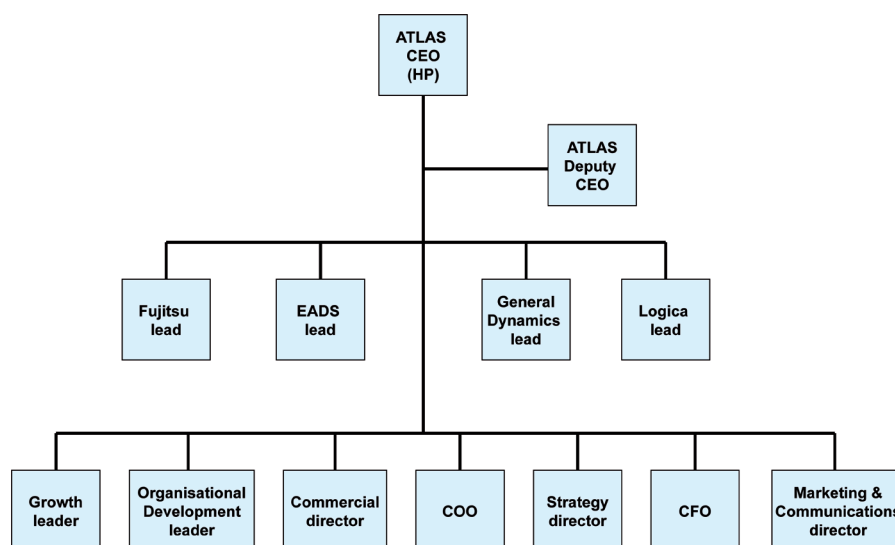 ATLAS
CEO
(HP)
ATLAS
Deputy
CEO
Fujitsu
lead
EADS
lead
General
Dynamics
lead
Logica
lead
Growth
leader
Organisational
Development
leader
Commercial
director
COO
Strategy
director
CFO
Marketing &
Communications
director